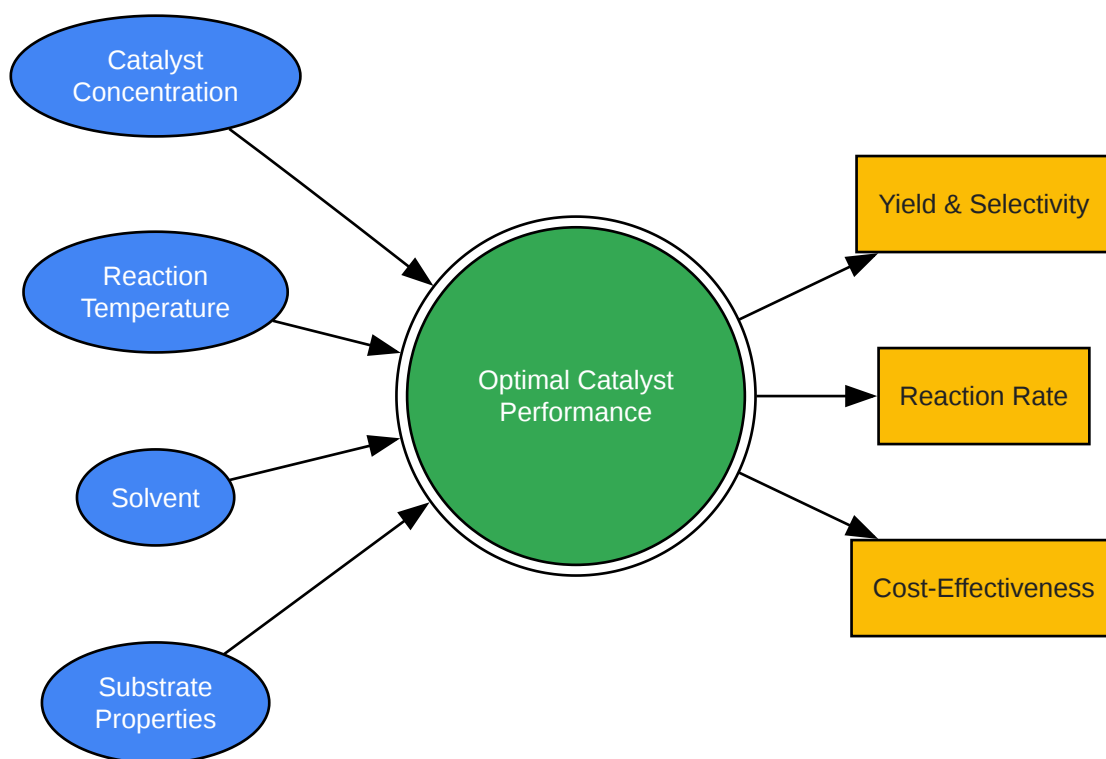 Catalyst
Concentration
Reaction
Temperature
Solvent
Substrate
Properties
Optimal Catalyst
Performance
Yield & Selectivity
Reaction Rate
Cost-Effectiveness